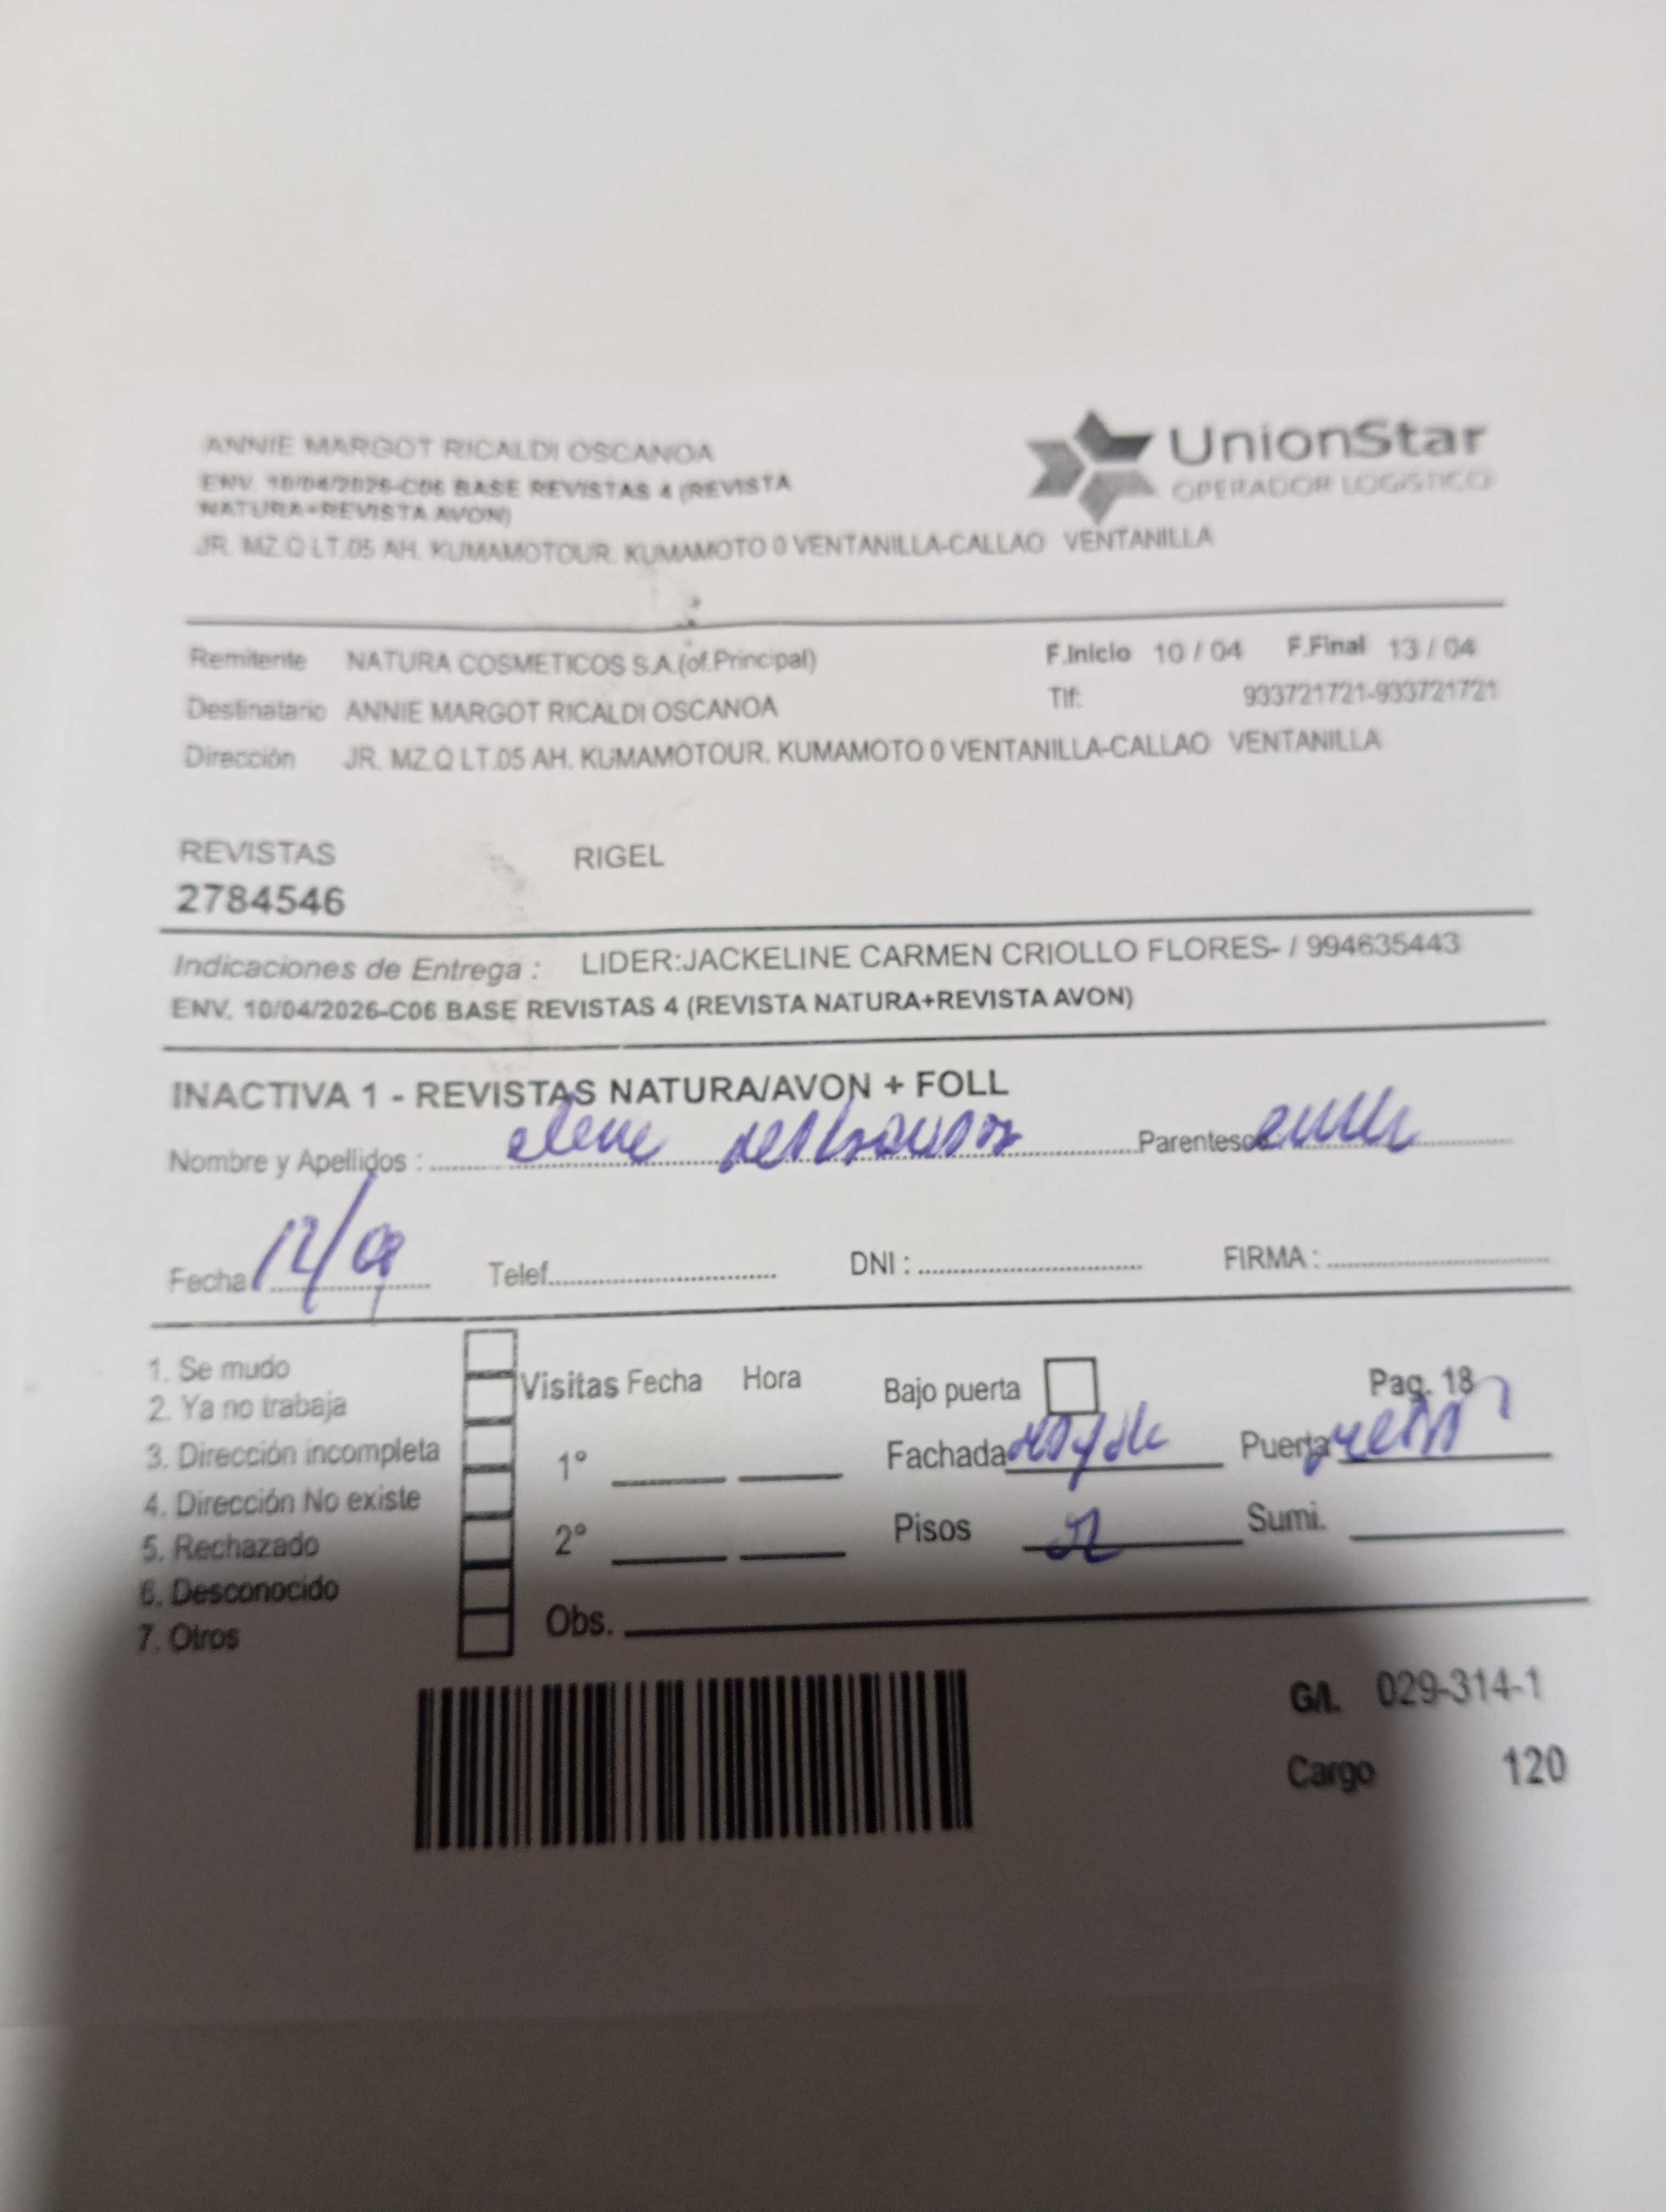 ANNIE MARGOT RICALDI OSCANOA
UnionStar
ENV. 10/04/2026-C06 BASE REVISTAS 4 (REVISTA
OPERADOR LOGISTICO
NATURA+REVISTA AVON)
JR. MZ.Q LT.05 AH. KUMAMOTOUR. KUMAMOTO 0 VENTANILLA-CALLAO VENTANILLA
Remitente NATURA COSMETICOS S.A.(of.Principal) F.Inicio 10 / 04 F.Final 13 / 04
Destinatario ANNIE MARGOT RICALDI OSCANOA Tlf: 933721721-933721721
Dirección JR. MZ.Q LT.05 AH. KUMAMOTOUR. KUMAMOTO 0 VENTANILLA-CALLAO VENTANILLA
REVISTAS RIGEL
2784546
Indicaciones de Entrega : LIDER:JACKELINE CARMEN CRIOLLO FLORES- / 994635443
ENV. 10/04/2026-C06 BASE REVISTAS 4 (REVISTA NATURA+REVISTA AVON)
INACTIVA 1 - REVISTAS NATURA/AVON + FOLL
Nombre y Apellidos : Parentesco
Fecha Telef. DNI : FIRMA :
1. Se mudo
2. Ya no trabaja
3. Dirección incompleta
4. Dirección No existe
5. Rechazado
6. Desconocido
7. Otros
Visitas Fecha Hora
1°
2°
Obs.
Bajo puerta Pag. 18
Fachada Puerta
Pisos Sumi.
G/I. 029-314-1
Cargo 120